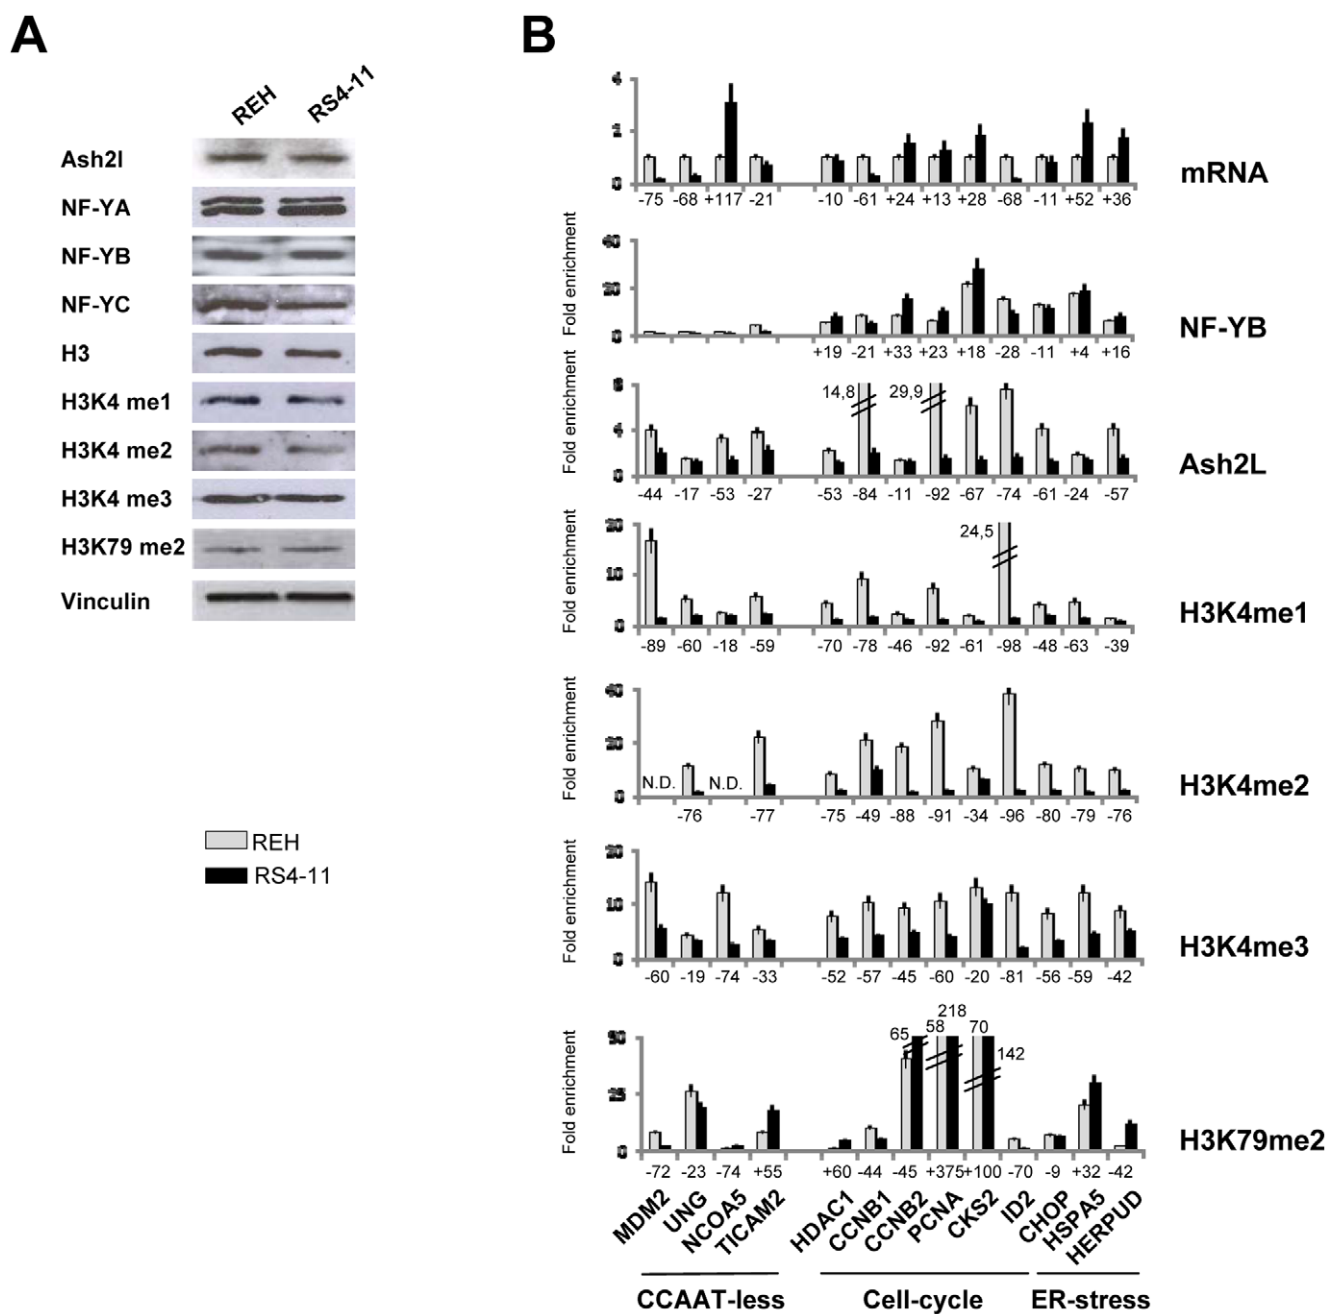 A
B
REH RS4-11
Ash2l
NF-YA
NF-YB
NF-YC
H3
H3K4 me1
H3K4 me2
H3K4 me3
H3K79 me2
Vinculin
REH
RS4-11
mRNA
-75 -68 +117 -21 -10 -61 +24 +13 +28 -68 -11 +52 +36
Fold enrichment
NF-YB
+19 -21 +33 +23 +18 -28 -11 +4 +16
Fold enrichment
14,8 29,9
Ash2L
-44 -17 -53 -27 -53 -84 -11 -92 -67 -74 -61 -24 -57
Fold enrichment
24,5
H3K4me1
-89 -60 -18 -59 -70 -78 -46 -92 -61 -98 -48 -63 -39
Fold enrichment
N.D. N.D.
H3K4me2
-76 -77 -75 -49 -88 -91 -34 -96 -80 -79 -76
Fold enrichment
H3K4me3
-60 -19 -74 -33 -52 -57 -45 -60 -20 -81 -56 -59 -42
Fold enrichment
65 58 218 70 142
H3K79me2
-72 -23 -74 +55 +60 -44 -45 +375 +100 -70 -9 +32 -42
MDM2 UNG NCOA5 TICAM2 HDAC1 CCNB1 CCNB2 PCNA CKS2 ID2 CHOP HSPA5 HERPUD
CCAAT-less Cell-cycle ER-stress